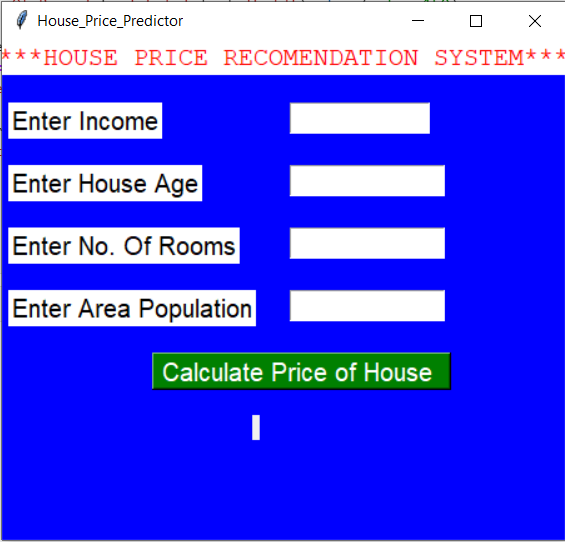 House_Price_Predictor
***HOUSE PRICE RECOMENDATION SYSTEM***
Enter Income
Enter House Age
Enter No. Of Rooms
Enter Area Population
Calculate Price of House